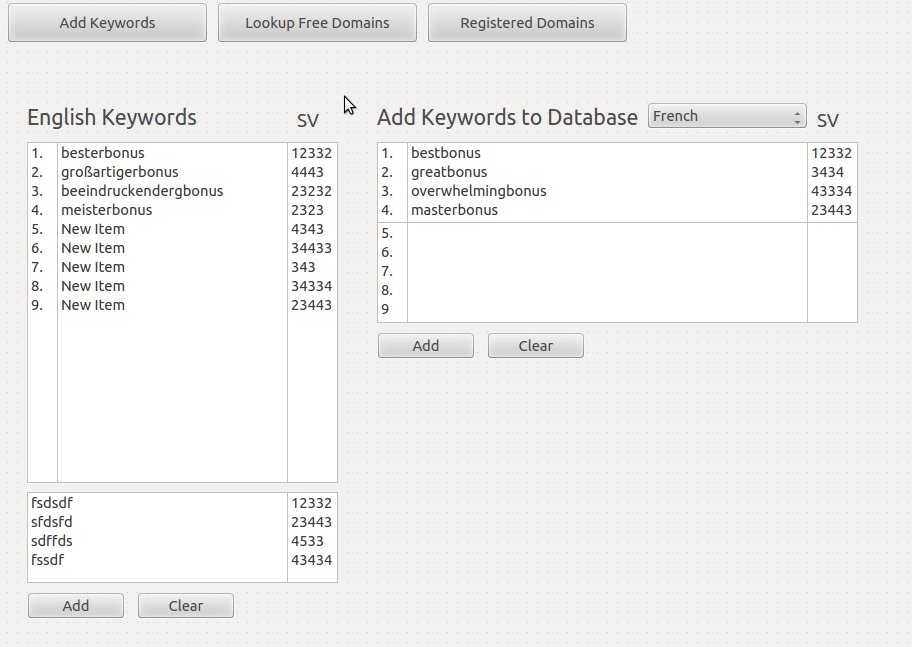 Add Keywords Lookup Free Domains Registered Domains
English Keywords SV
1. besterbonus 12332
2. großartigerbonus 4443
3. beeindruckendergbonus 23232
4. meisterbonus 2323
5. New Item 4343
6. New Item 34433
7. New Item 343
8. New Item 34334
9. New Item 23443
fsdsdf 12332
sfdsfd 23443
sdffds 4533
fssdf 43434
Add Clear
Add Keywords to Database French SV
1. bestbonus 12332
2. greatbonus 3434
3. overwhelmingbonus 43334
4. masterbonus 23443
5.
6.
7.
8.
9
Add Clear